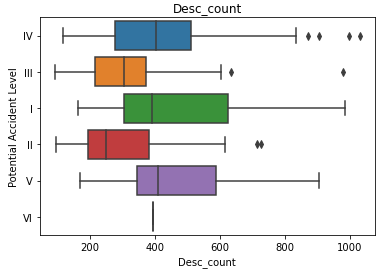 Desc_count
Potential Accident Level
IV
III
I
II
V
VI
200 400 600 800 1000
Desc_count